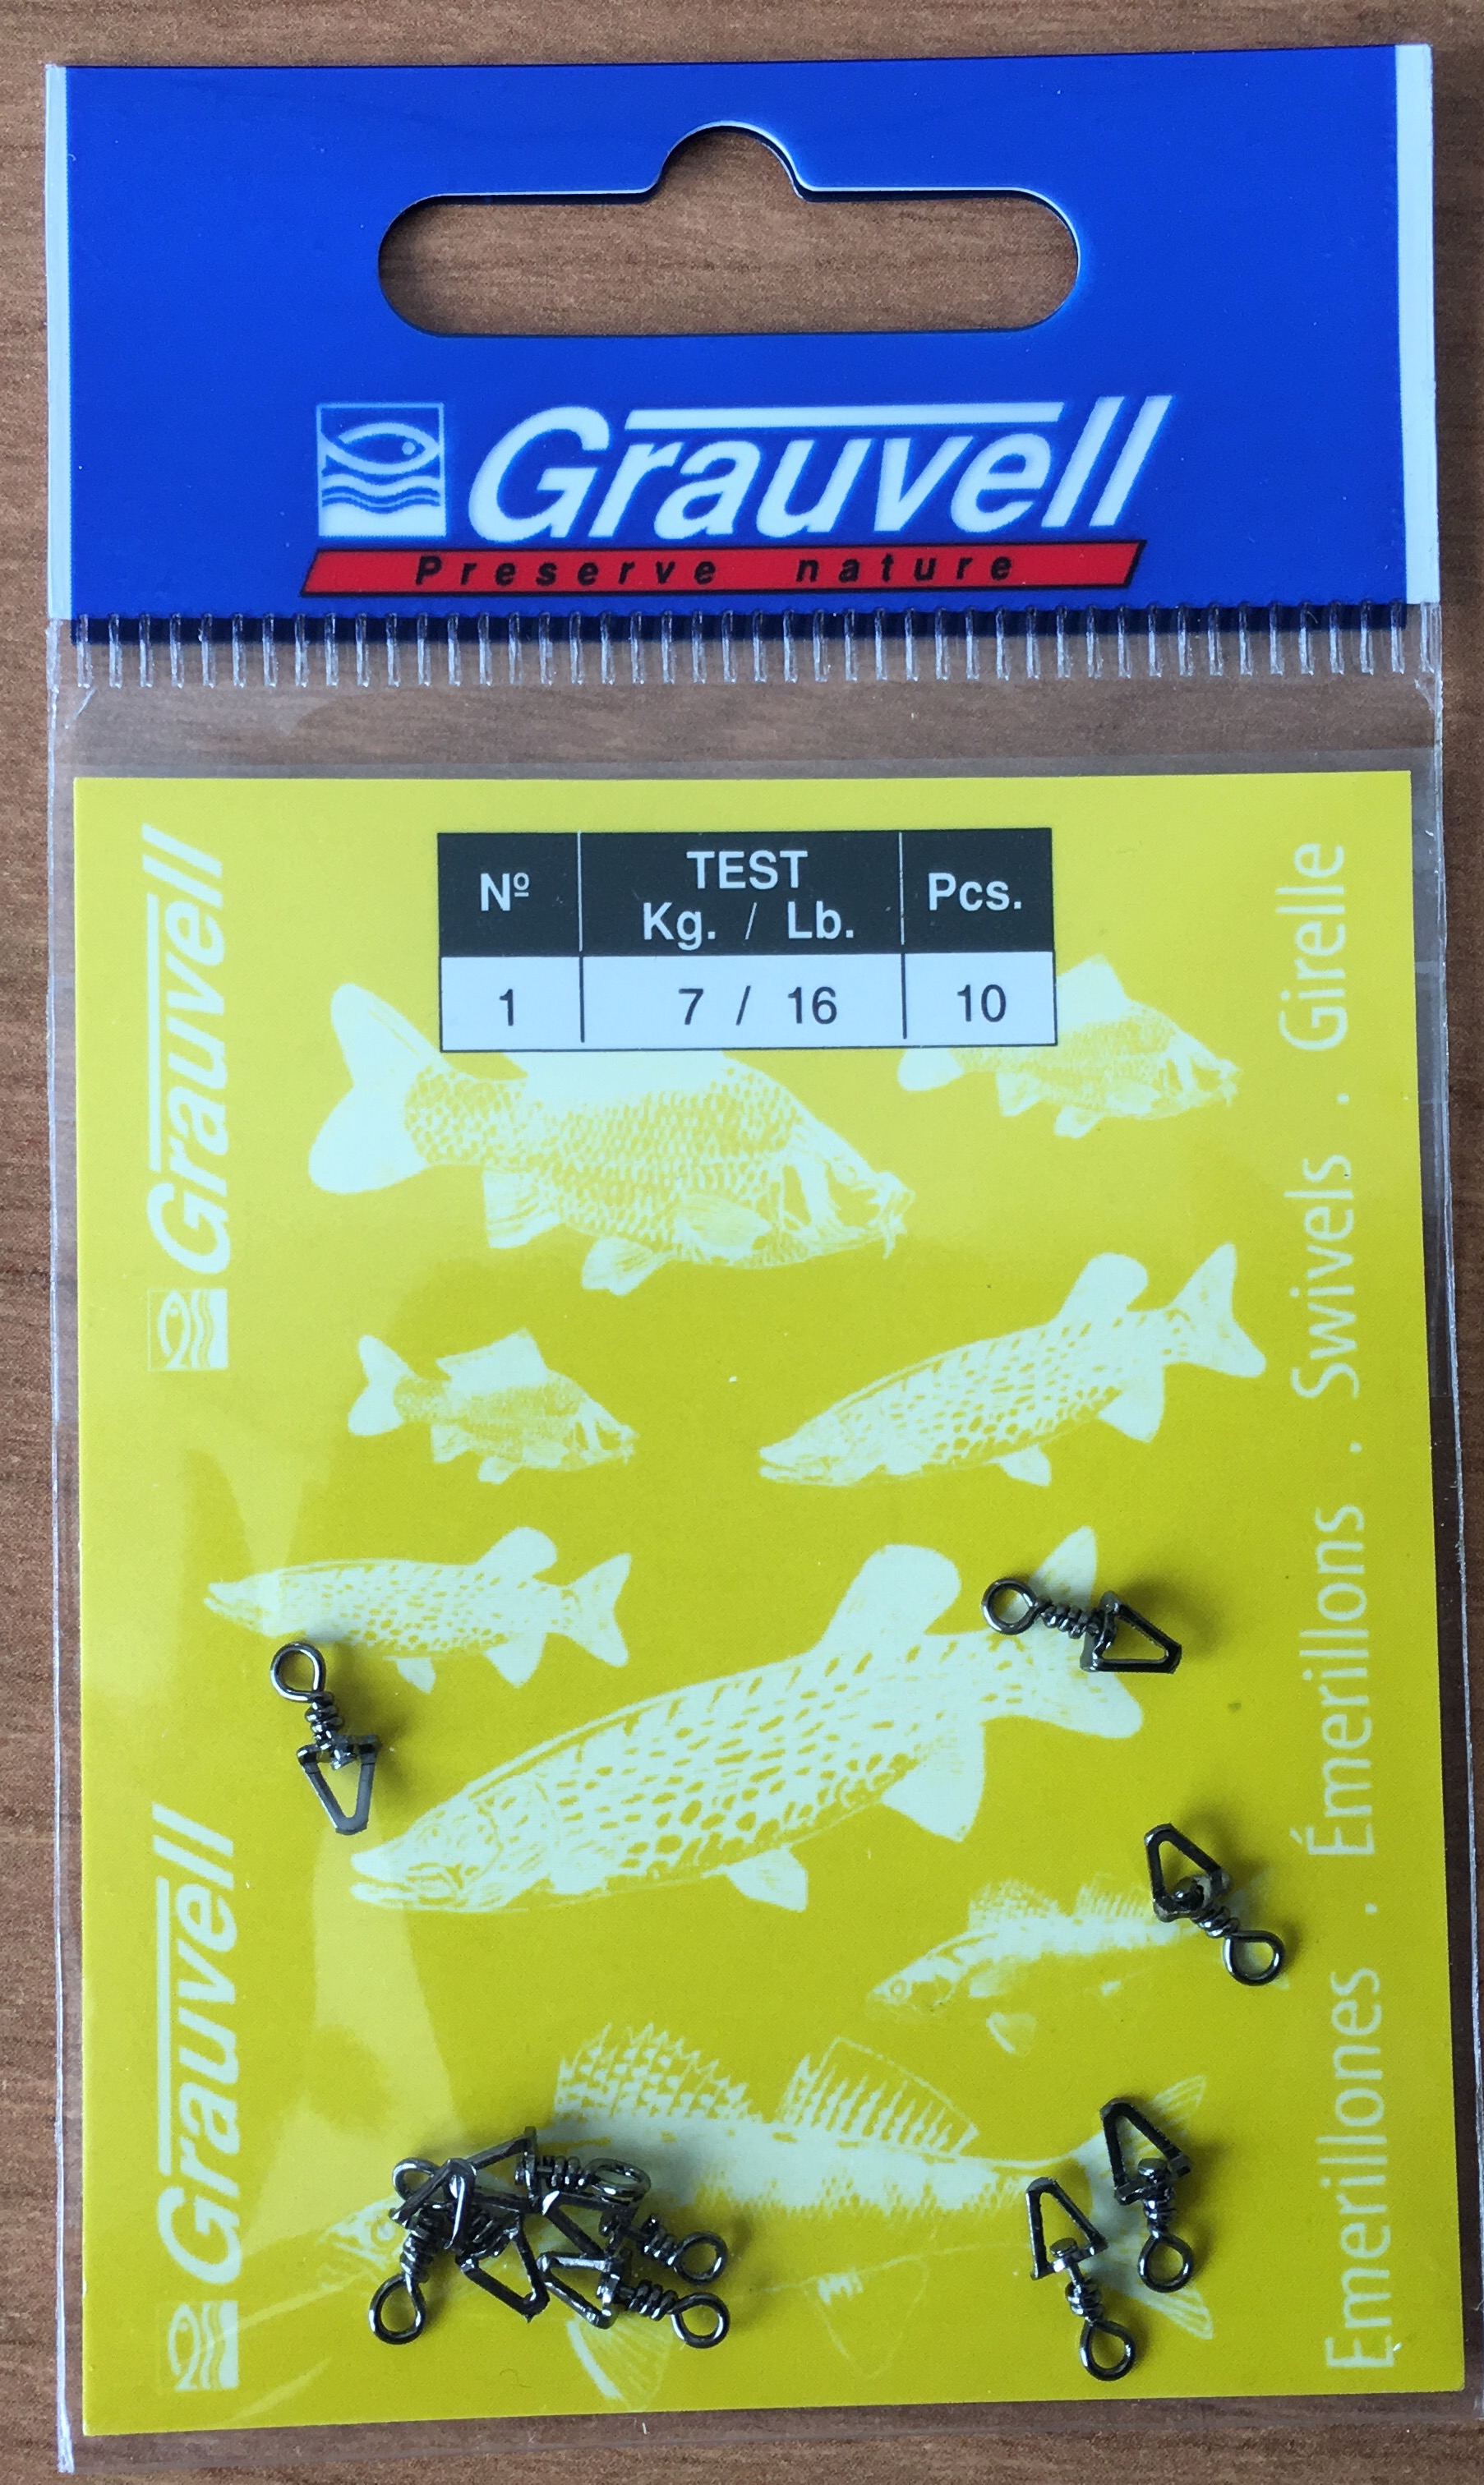 Grauvell
Preserve nature
Nº
TEST
Kg. / Lb.
Pcs.
1
7 / 16
10
Grauvell
Grauvell
Emerillones . Émerillons . Swivels . Girelle